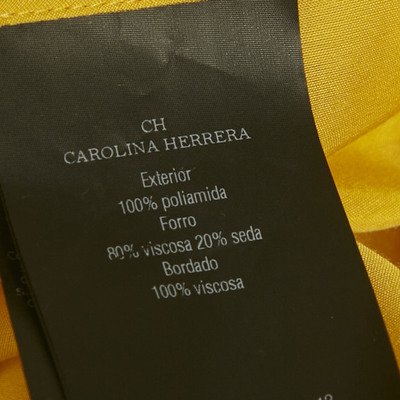 CH
CAROLINA HERRERA
Exterior
100% poliamida
Forro
80% viscosa 20% seda
Bordado
100% viscosa